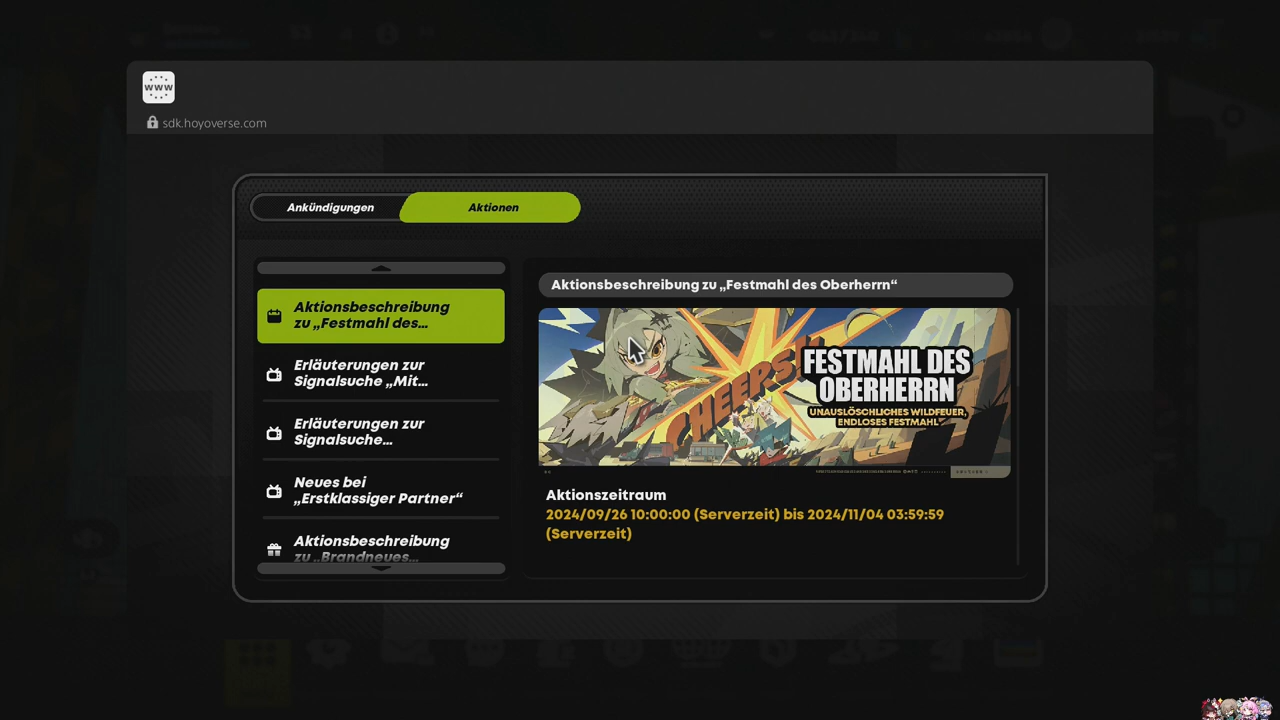 www
sdk.hoyoverse.com
Ankündigungen
Aktionen
Aktionsbeschreibung
zu „Festmahl des...
Erläuterungen zur
Signalsuche „Mit...
Erläuterungen zur
Signalsuche...
Neues bei
„Erstklassiger Partner“
Aktionsbeschreibung
zu „Brandneues...
Aktionsbeschreibung zu „Festmahl des Oberherrn“
CHEERS!!
FESTMAHL DES
OBERHERRN
UNAUSLÖSCHLICHES WILDFEUER,
ENDLOSES FESTMAHL
Aktionszeitraum
2024/09/26 10:00:00 (Serverzeit) bis 2024/11/04 03:59:59
(Serverzeit)